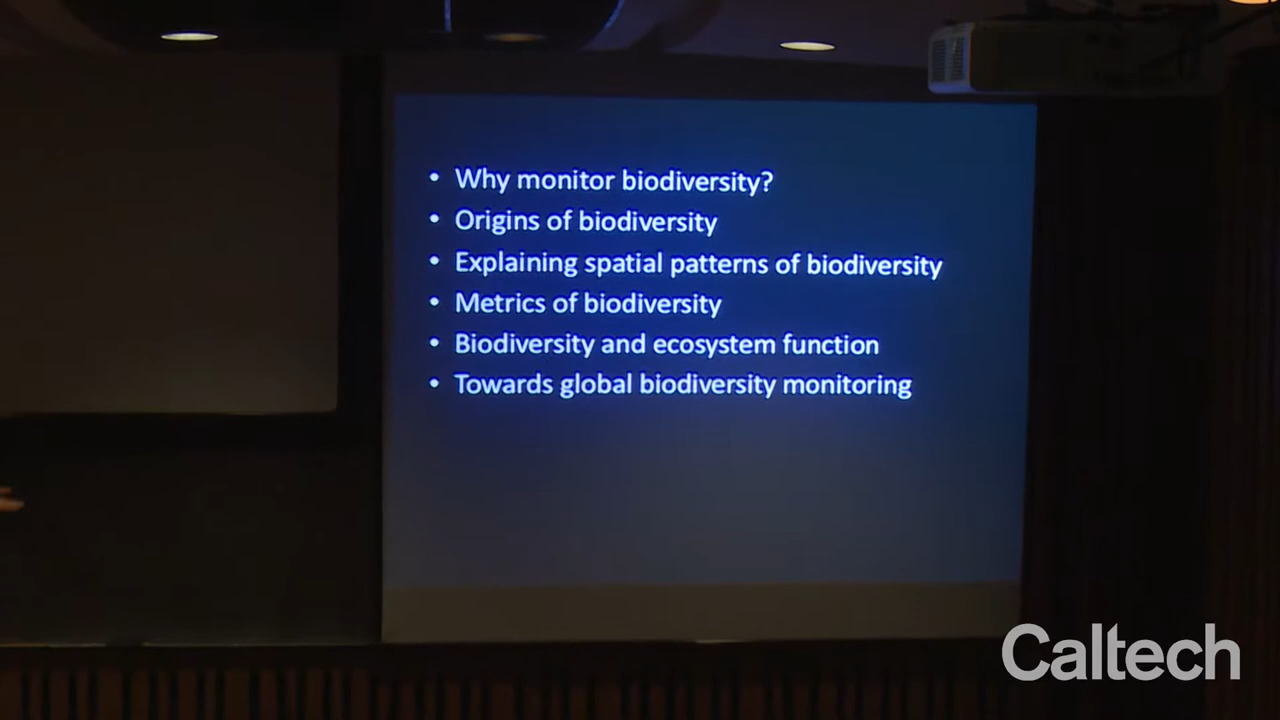 • Why monitor biodiversity?
• Origins of biodiversity
• Explaining spatial patterns of biodiversity
• Metrics of biodiversity
• Biodiversity and ecosystem function
• Towards global biodiversity monitoring
Caltech